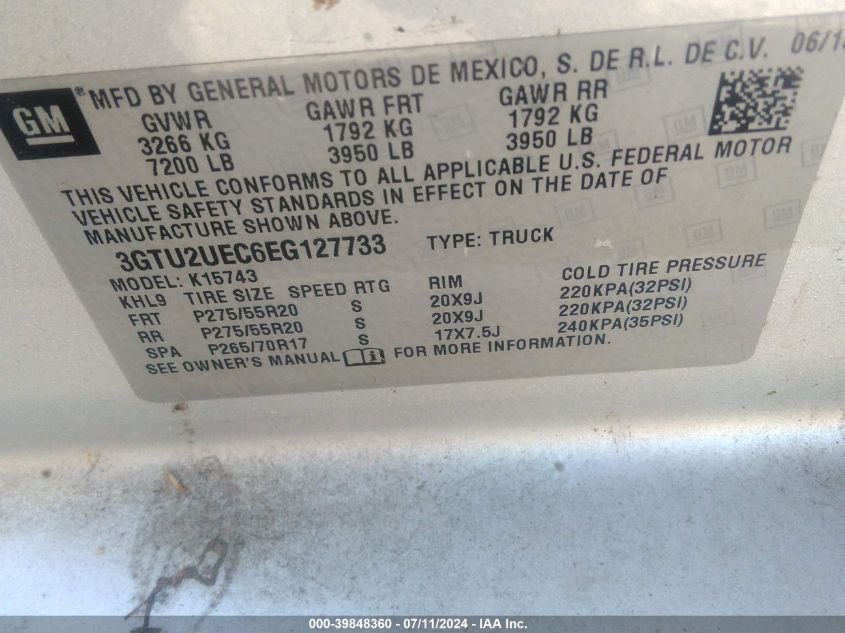 GM ® MFD BY GENERAL MOTORS DE MEXICO, S. DE R.L. DE C.V. 06/13
GVWR GAWR FRT GAWR RR
3266 KG 1792 KG 1792 KG
7200 LB 3950 LB 3950 LB
THIS VEHICLE CONFORMS TO ALL APPLICABLE U.S. FEDERAL MOTOR
VEHICLE SAFETY STANDARDS IN EFFECT ON THE DATE OF
MANUFACTURE SHOWN ABOVE.
3GTU2UEC6EG127733 TYPE: TRUCK
MODEL: K15743
KHL9 TIRE SIZE SPEED RTG RIM COLD TIRE PRESSURE
FRT P275/55R20 S 20X9J 220KPA(32PSI)
RR P275/55R20 S 20X9J 220KPA(32PSI)
SPA P265/70R17 S 17X7.5J 240KPA(35PSI)
SEE OWNER'S MANUAL FOR MORE INFORMATION.
000-39848360 - 07/11/2024 - IAA Inc.